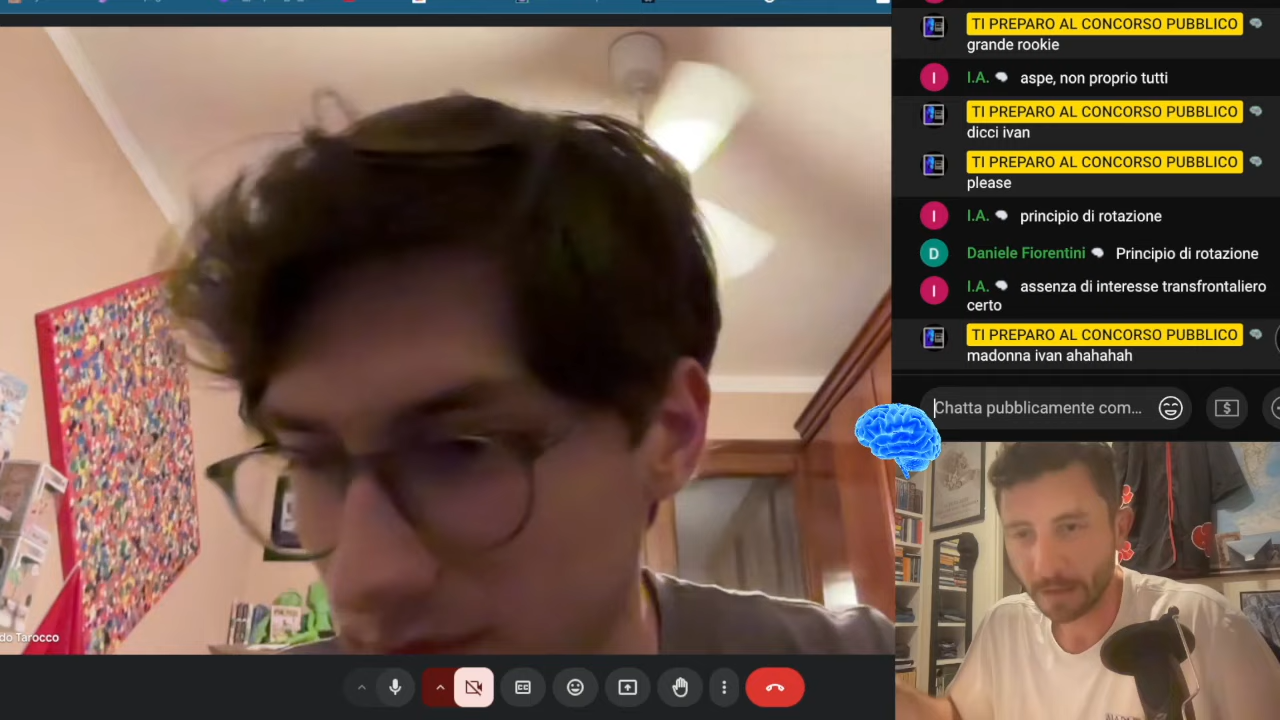 TI PREPARO AL CONCORSO PUBBLICO
grande rookie
I
I.A. aspe, non proprio tutti
TI PREPARO AL CONCORSO PUBBLICO
dicci ivan
TI PREPARO AL CONCORSO PUBBLICO
please
I
I.A. principio di rotazione
D
Daniele Fiorentini Principio di rotazione
I
I.A. assenza di interesse transfrontaliero
certo
TI PREPARO AL CONCORSO PUBBLICO
madonna ivan ahahahah
Chatta pubblicamente com...
$
do Tarocco
CC